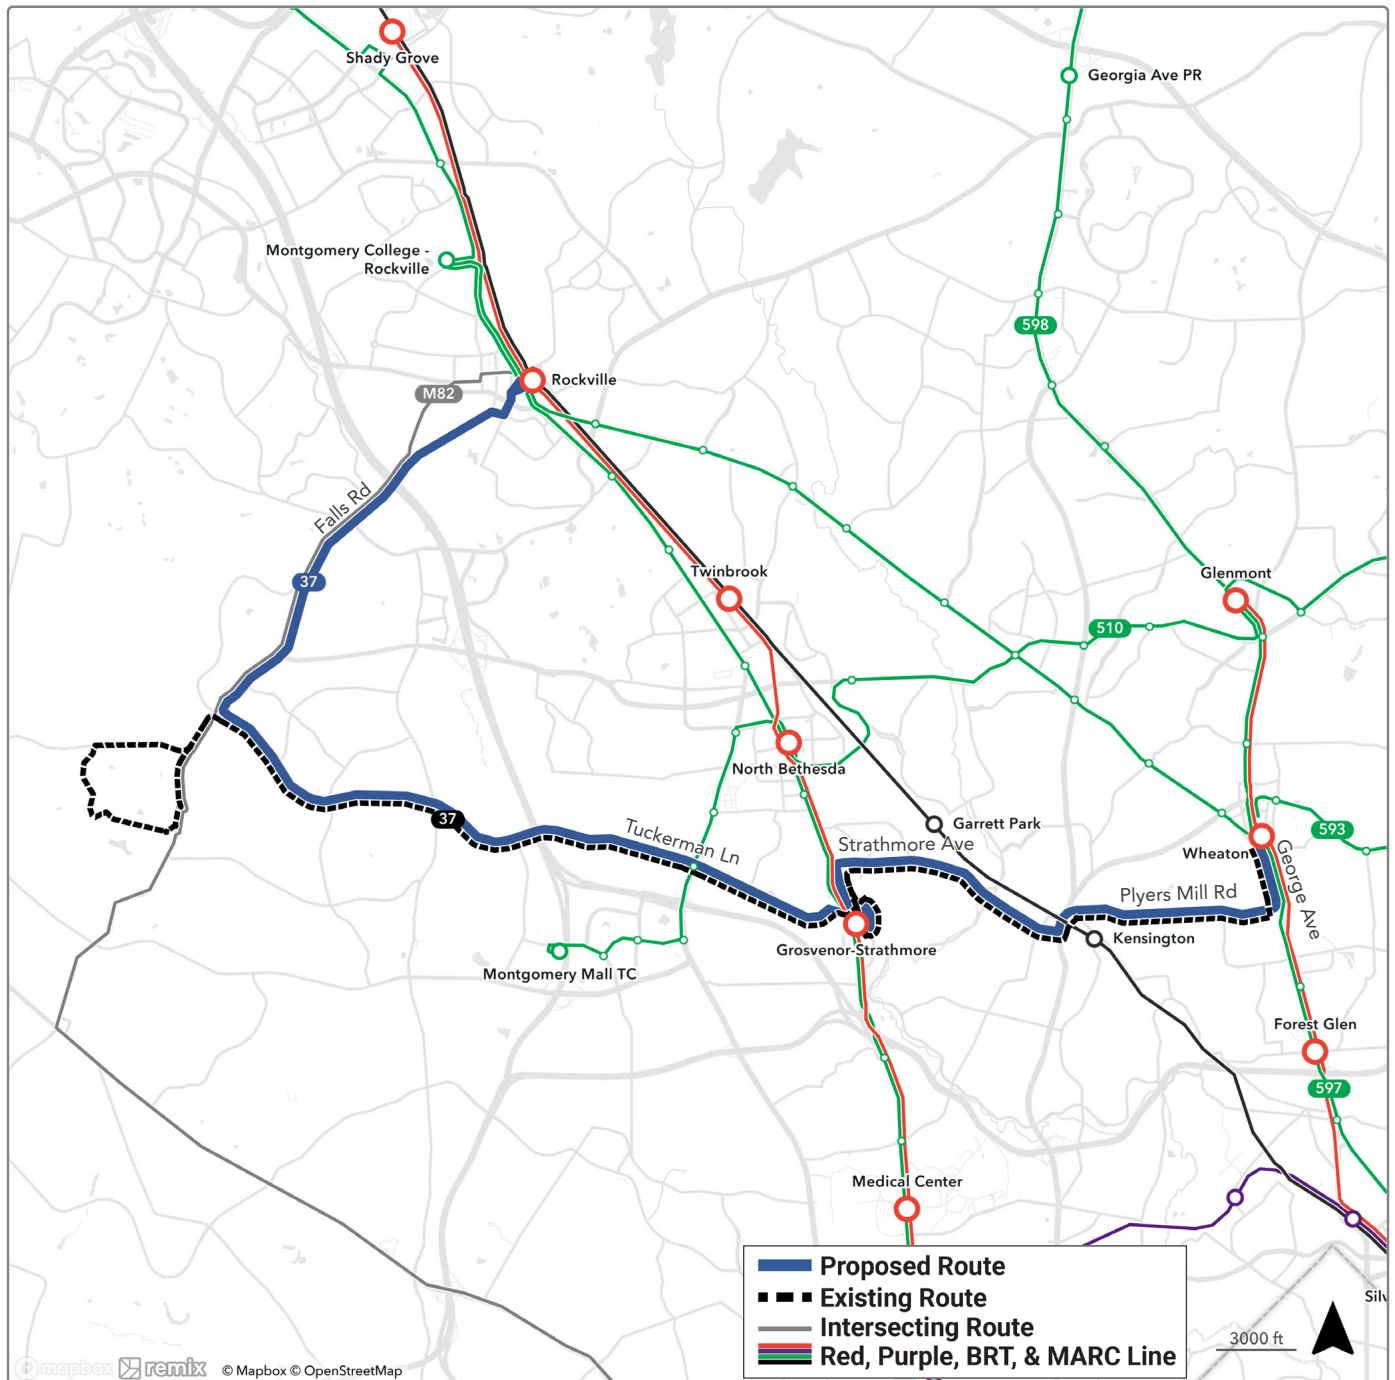 Shady Grove
Georgia Ave PR
Montgomery College -
Rockville
598
Rockville
M82
Falls Rd
Twinbrook
Glenmont
37
510
North Bethesda
37
Tuckerman Ln
Garrett Park
Strathmore Ave
593
Wheaton
George Ave
Plyers Mill Rd
Grosvenor-Strathmore
Kensington
Montgomery Mall TC
Forest Glen
597
Medical Center
Proposed Route
Existing Route
Intersecting Route
Red, Purple, BRT, & MARC Line
Silv
3000 ft
mapbox remix © Mapbox © OpenStreetMap